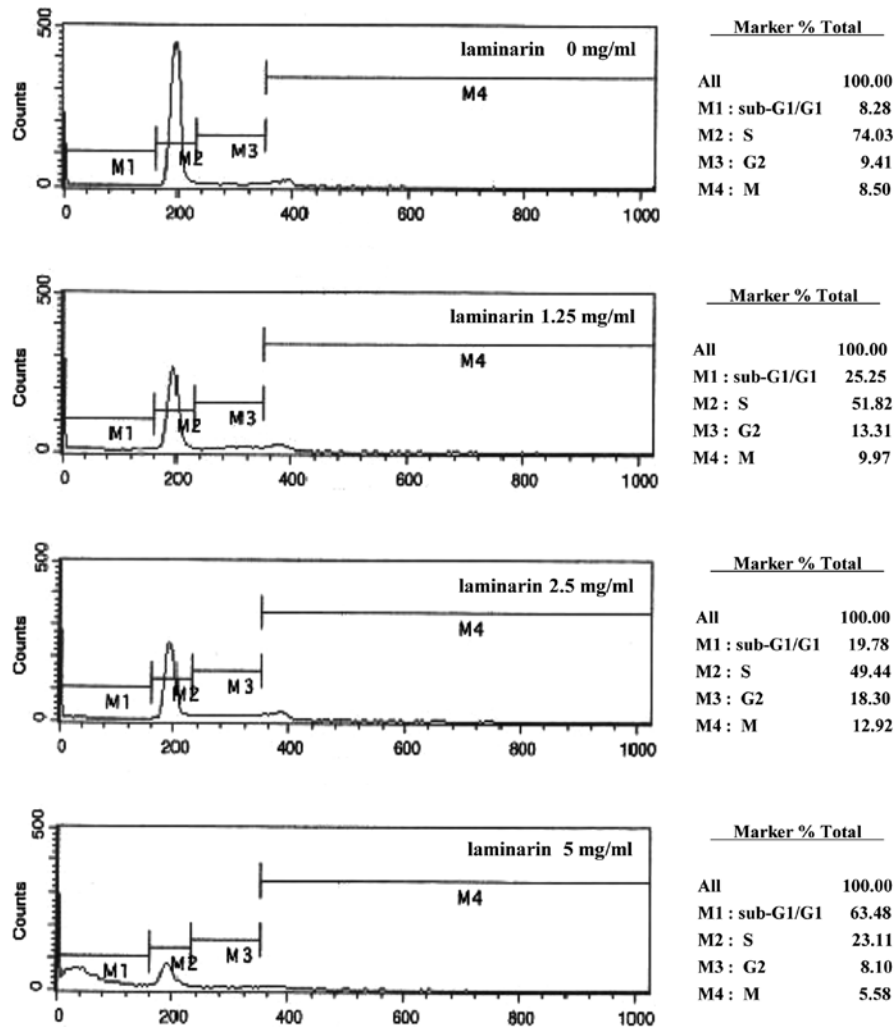 500
Counts
0
laminarin 0 mg/ml
M1
M2
M3
M4
0 200 400 600 800 1000
Marker % Total
All 100.00
M1 : sub-G1/G1 8.28
M2 : S 74.03
M3 : G2 9.41
M4 : M 8.50
500
Counts
0
laminarin 1.25 mg/ml
M1
M2
M3
M4
0 200 400 600 800 1000
Marker % Total
All 100.00
M1 : sub-G1/G1 25.25
M2 : S 51.82
M3 : G2 13.31
M4 : M 9.97
500
Counts
0
laminarin 2.5 mg/ml
M1
M2
M3
M4
0 200 400 600 800 1000
Marker % Total
All 100.00
M1 : sub-G1/G1 19.78
M2 : S 49.44
M3 : G2 18.30
M4 : M 12.92
500
Counts
0
laminarin 5 mg/ml
M1
M2
M3
M4
0 200 400 600 800 1000
Marker % Total
All 100.00
M1 : sub-G1/G1 63.48
M2 : S 23.11
M3 : G2 8.10
M4 : M 5.58